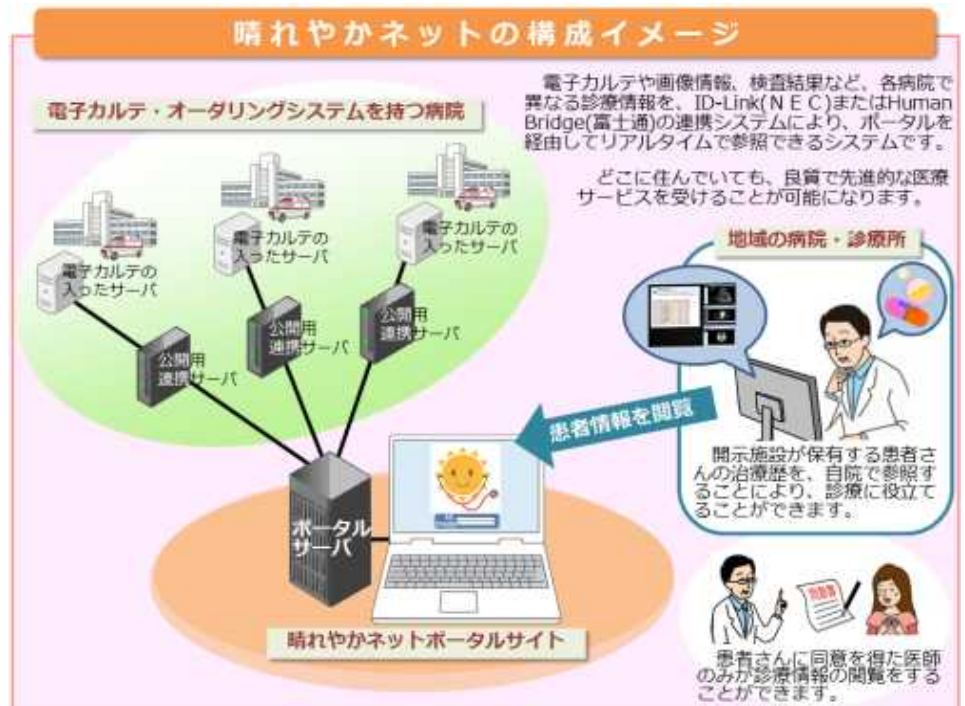 晴れやかネットの構成イメージ
電子カルテや画像情報、検査結果など、各病院で
異なる診療情報を、ID-Link(ＮＥＣ)またはHuman
Bridge(富士通)の連携システムにより、ポータルを
経由してリアルタイムで参照できるシステムです。
どこに住んでいても、良質で先進的な医療
サービスを受けることが可能になります。
電子カルテ・オーダリングシステムを持つ病院
電子カルテの
入ったサーバ
電子カルテの
入ったサーバ
電子カルテの
入ったサーバ
公開用
連携サーバ
公開用
連携サーバ
公開用
連携サーバ
地域の病院・診療所
患者情報を閲覧
開示施設が保有する患者さ
んの治療歴を、自院で参照す
ることにより、診療に役立て
ることができます。
ポータル
サーバ
晴れやかネットポータルサイト
同意書
患者さんに同意を得た医師
のみが診療情報の閲覧をする
ことができます。